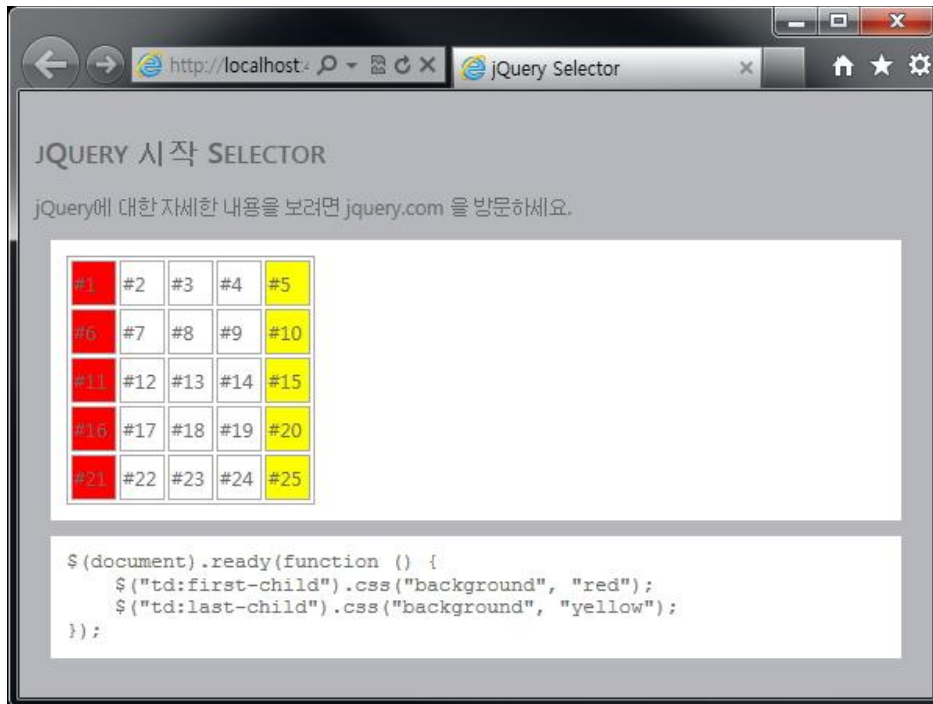 http://localhost:
jQuery Selector
JQUERY 시작 SELECTOR
jQuery에 대한 자세한 내용을 보려면 jquery.com 을 방문하세요.
#1 #2 #3 #4 #5
#6 #7 #8 #9 #10
#11 #12 #13 #14 #15
#16 #17 #18 #19 #20
#21 #22 #23 #24 #25
$(document).ready(function () {
$("td:first-child").css("background", "red");
$("td:last-child").css("background", "yellow");
});